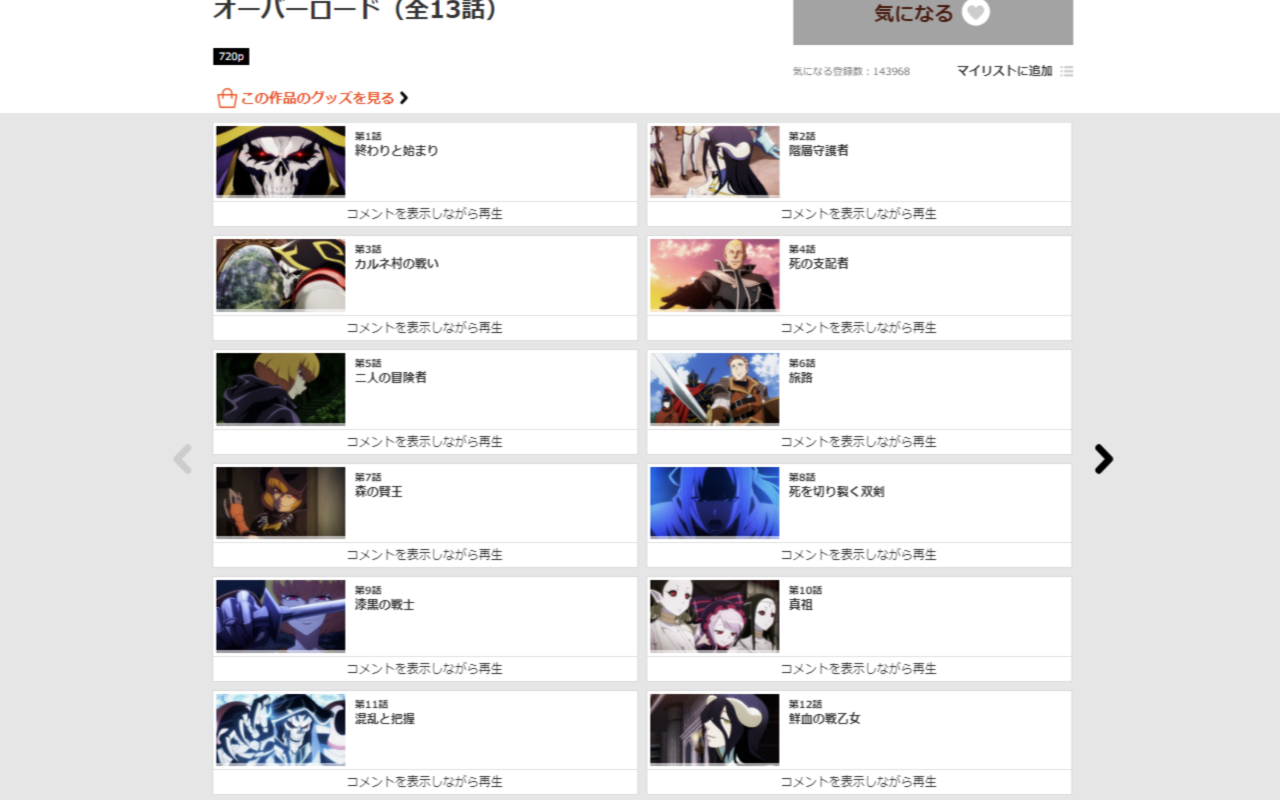 オーバーロード（全13話）
気になる
720p
気になる登録数：143968
マイリストに追加
この作品のグッズを見る
第1話
終わりと始まり
コメントを表示しながら再生
第2話
階層守護者
コメントを表示しながら再生
第3話
カルネ村の戦い
コメントを表示しながら再生
第4話
死の支配者
コメントを表示しながら再生
第5話
二人の冒険者
コメントを表示しながら再生
第6話
旅路
コメントを表示しながら再生
第7話
森の賢王
コメントを表示しながら再生
第8話
死を切り裂く双剣
コメントを表示しながら再生
第9話
漆黒の戦士
コメントを表示しながら再生
第10話
真祖
コメントを表示しながら再生
第11話
混乱と把握
コメントを表示しながら再生
第12話
鮮血の戦乙女
コメントを表示しながら再生